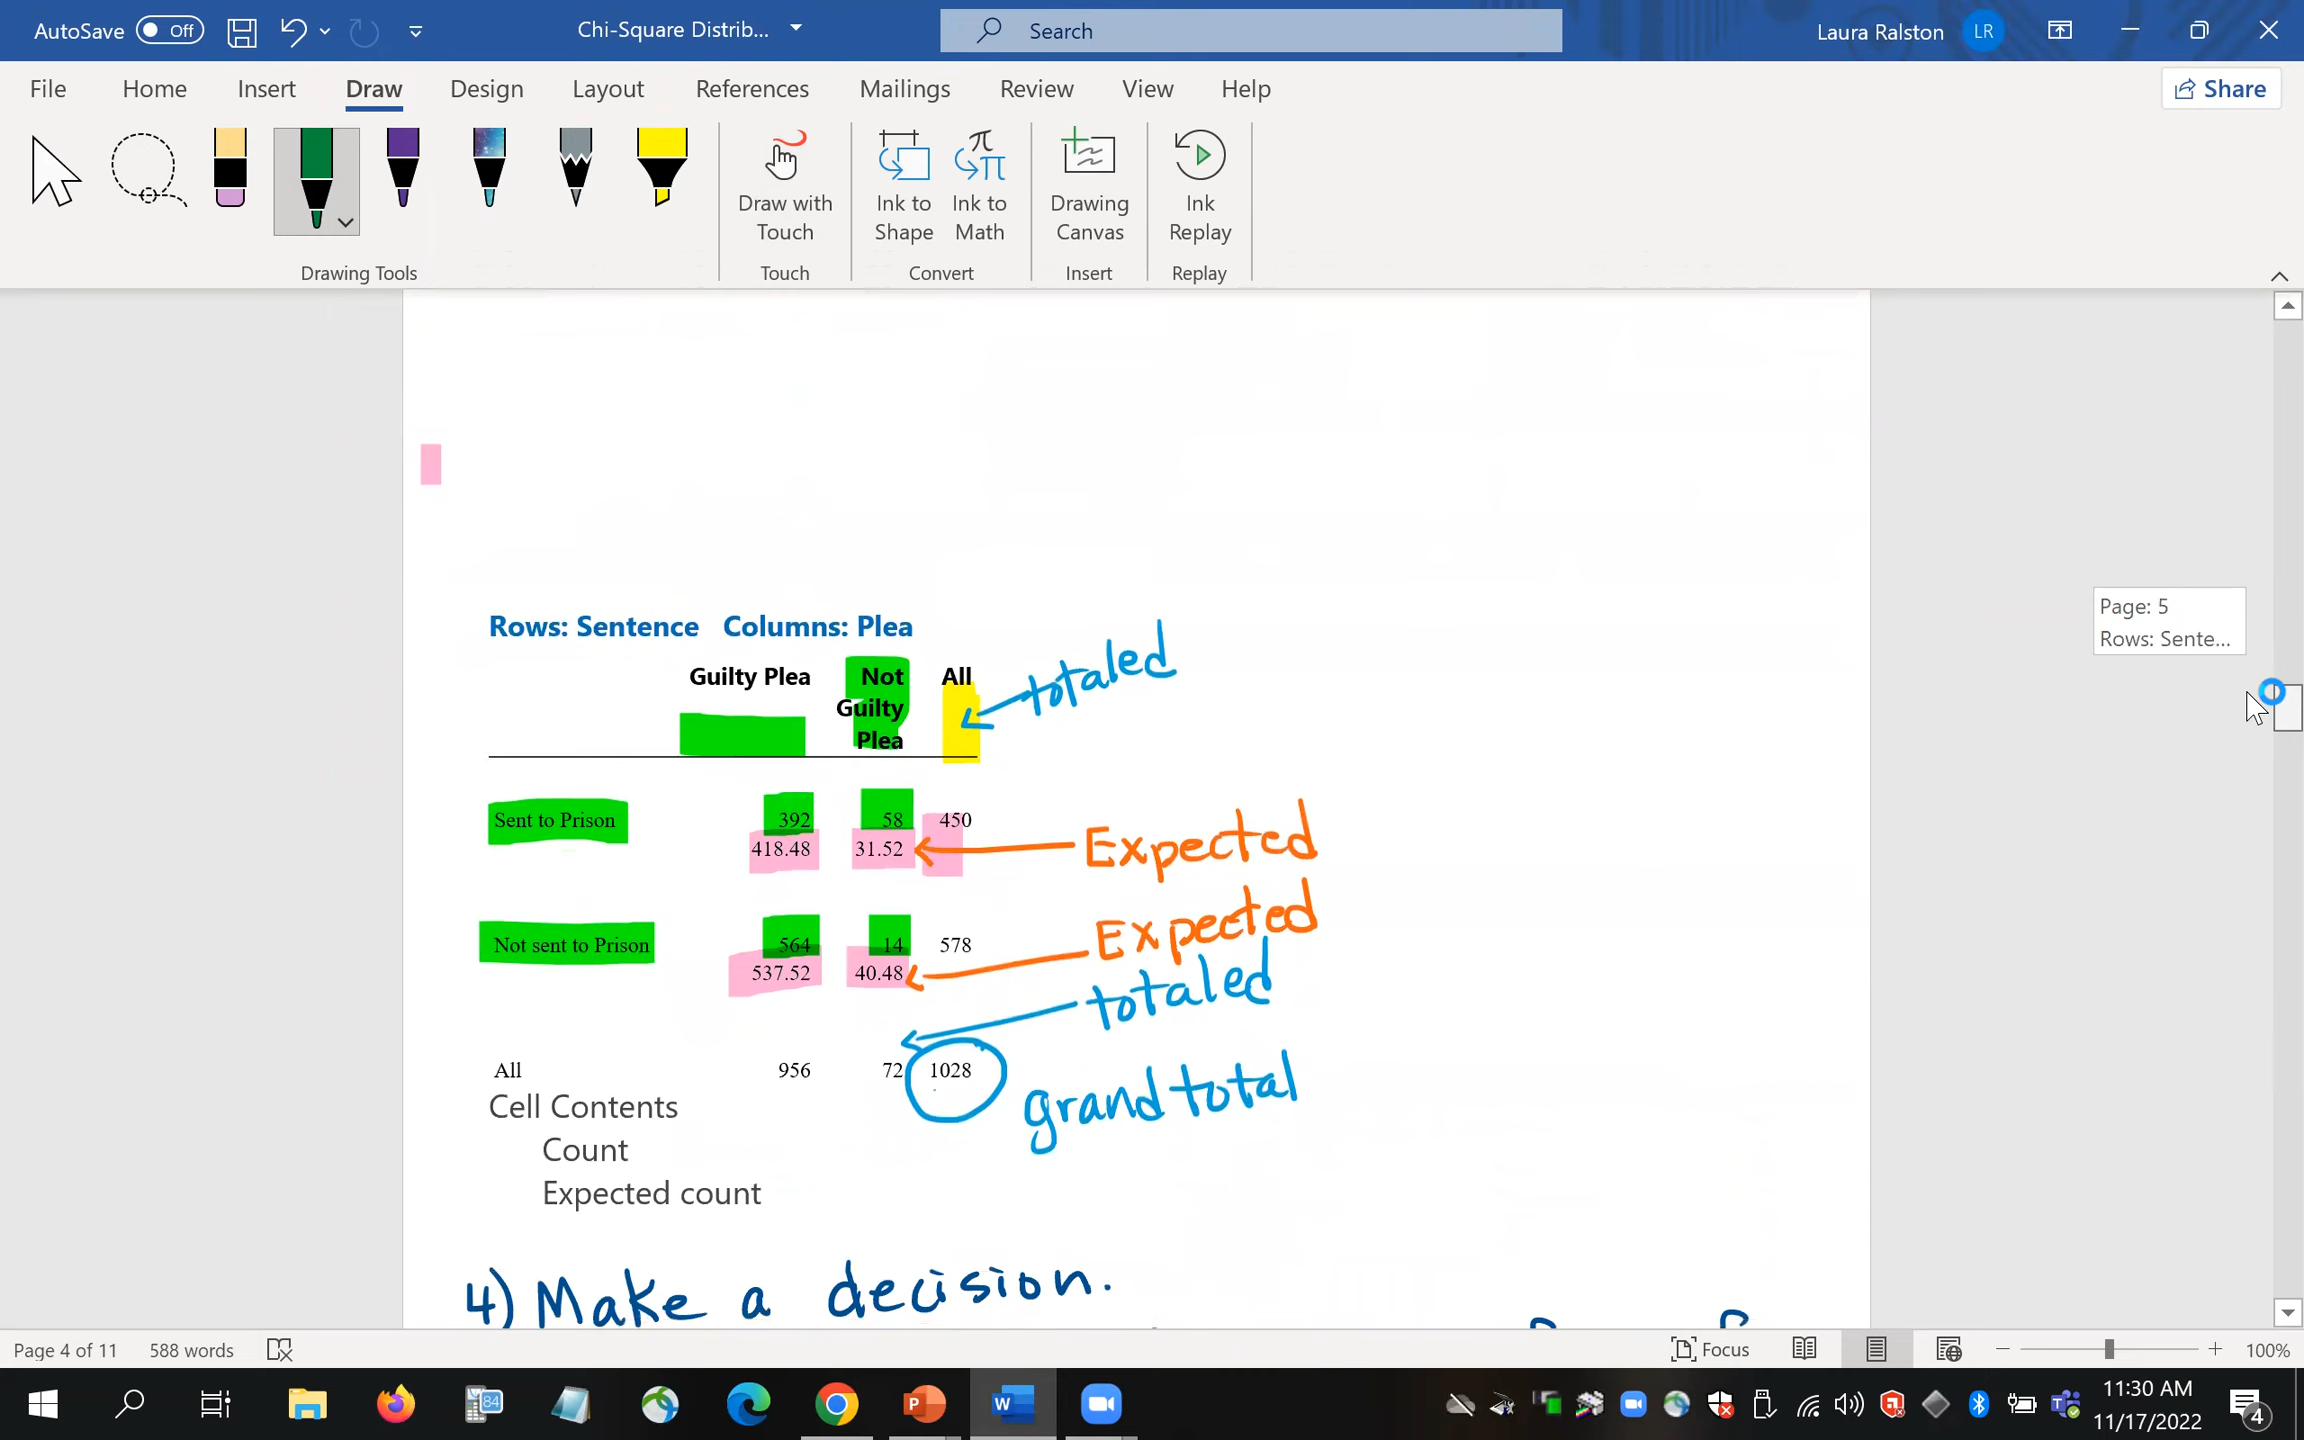 AutoSave Off Chi-Square Distrib... Search Laura Ralston LR
File Home Insert Draw Design Layout References Mailings Review View Help Share
Draw with Touch
Ink to Shape
Ink to Math
Drawing Canvas
Ink Replay
Drawing Tools Touch Convert Insert Replay
Page: 5
Rows: Sente...
Rows: Sentence Columns: Plea
Guilty Plea Not Guilty Plea All
totaled
Sent to Prison 392 58 450
418.48 31.52
Expected
Not sent to Prison 564 14 578
537.52 40.48
Expected
totaled
All 956 72 1028
grand total
Cell Contents
Count
Expected count
4) Make a decision.
Page 4 of 11 588 words Focus 100%
84
11:30 AM
11/17/2022
4